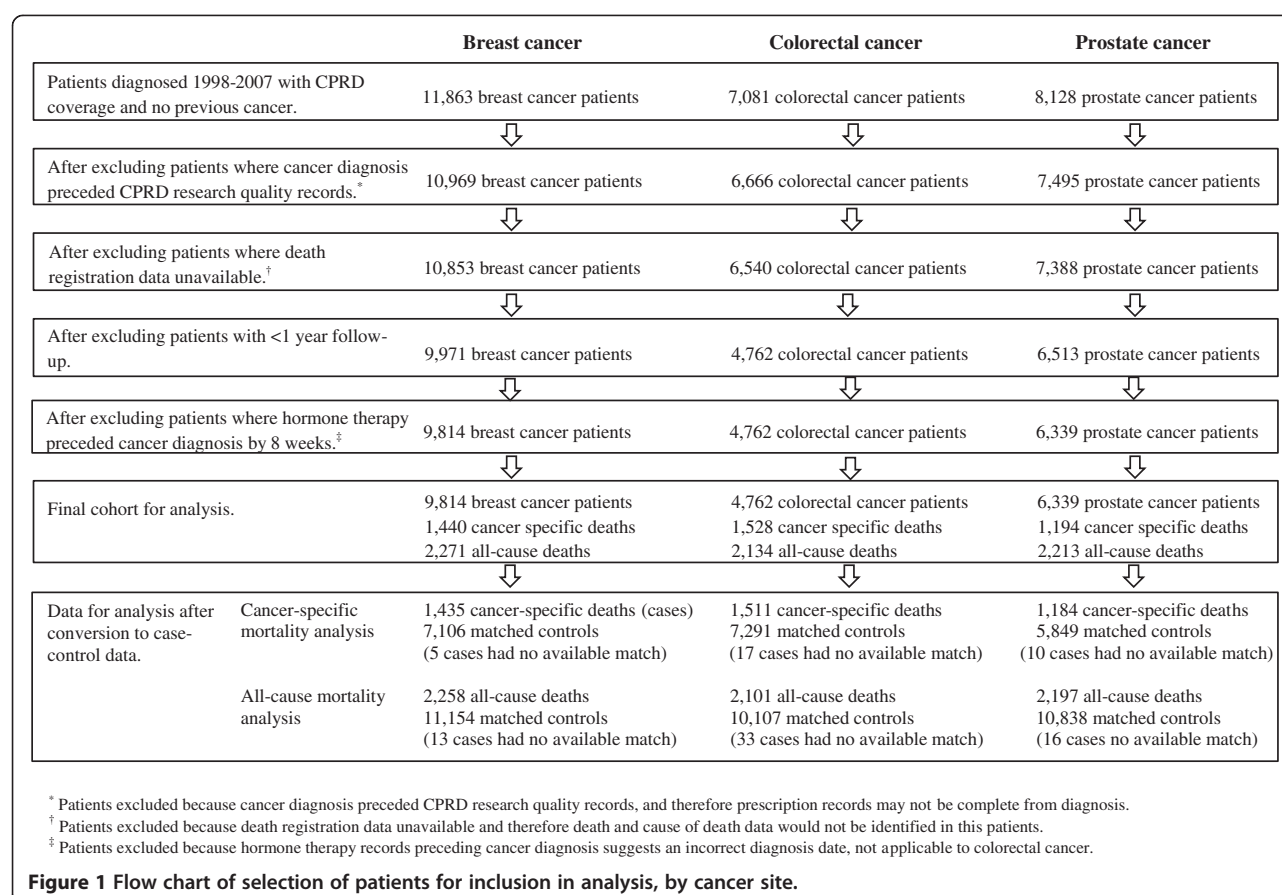 Breast cancer Colorectal cancer Prostate cancer
Patients diagnosed 1998-2007 with CPRD
coverage and no previous cancer.
11,863 breast cancer patients 7,081 colorectal cancer patients 8,128 prostate cancer patients
After excluding patients where cancer diagnosis
preceded CPRD research quality records.*
10,969 breast cancer patients 6,666 colorectal cancer patients 7,495 prostate cancer patients
After excluding patients where death
registration data unavailable.†
10,853 breast cancer patients 6,540 colorectal cancer patients 7,388 prostate cancer patients
After excluding patients with <1 year follow-
up.
9,971 breast cancer patients 4,762 colorectal cancer patients 6,513 prostate cancer patients
After excluding patients where hormone therapy
preceded cancer diagnosis by 8 weeks.‡
9,814 breast cancer patients 4,762 colorectal cancer patients 6,339 prostate cancer patients
Final cohort for analysis.
9,814 breast cancer patients 4,762 colorectal cancer patients 6,339 prostate cancer patients
1,440 cancer specific deaths 1,528 cancer specific deaths 1,194 cancer specific deaths
2,271 all-cause deaths 2,134 all-cause deaths 2,213 all-cause deaths
Data for analysis after
conversion to case-
control data.
Cancer-specific
mortality analysis
1,435 cancer-specific deaths (cases) 1,511 cancer-specific deaths 1,184 cancer-specific deaths
7,106 matched controls 7,291 matched controls 5,849 matched controls
(5 cases had no available match) (17 cases had no available match) (10 cases had no available match)
All-cause mortality
analysis
2,258 all-cause deaths 2,101 all-cause deaths 2,197 all-cause deaths
11,154 matched controls 10,107 matched controls 10,838 matched controls
(13 cases had no available match) (33 cases had no available match) (16 cases no available match)
* Patients excluded because cancer diagnosis preceded CPRD research quality records, and therefore prescription records may not be complete from diagnosis.
† Patients excluded because death registration data unavailable and therefore death and cause of death data would not be identified in this patients.
‡ Patients excluded because hormone therapy records preceding cancer diagnosis suggests an incorrect diagnosis date, not applicable to colorectal cancer.
Figure 1 Flow chart of selection of patients for inclusion in analysis, by cancer site.